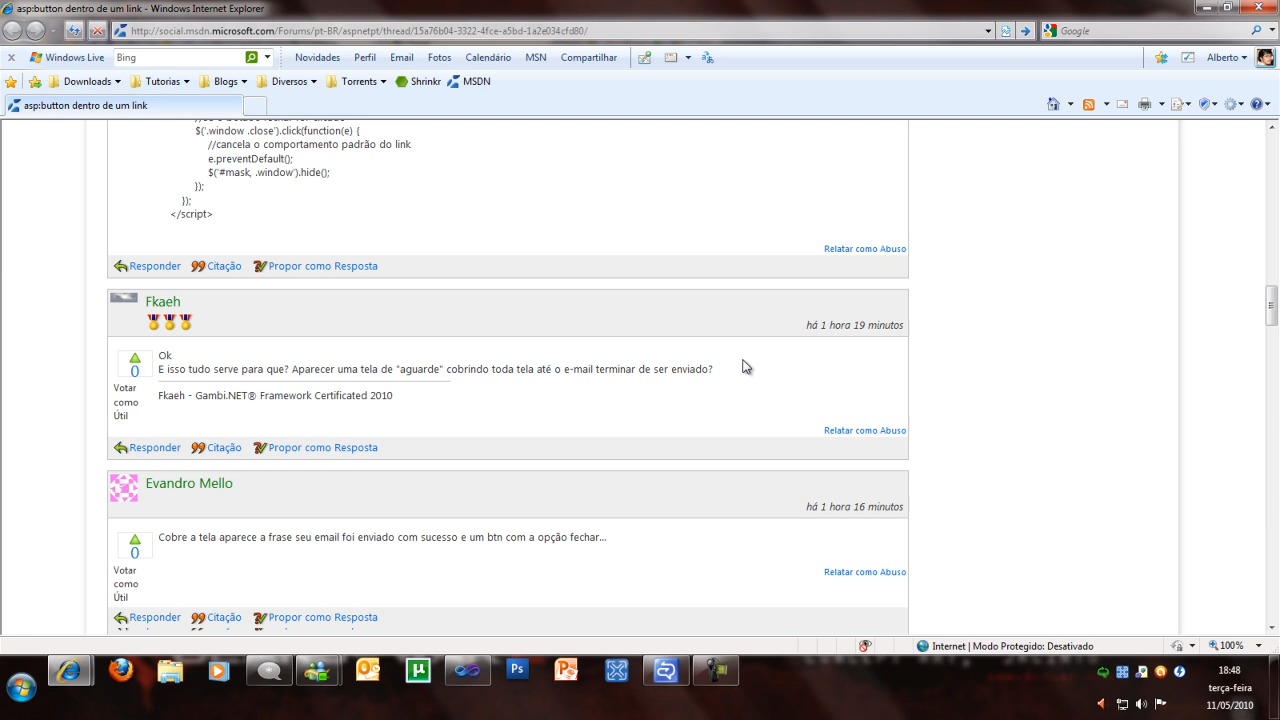 asp:button dentro de um link - Windows Internet Explorer
http://social.msdn.microsoft.com/Forums/pt-BR/aspnetpt/thread/15a76b04-3322-4fce-a5bd-1a2e034cfd80/
Google
Windows Live Bing Novidades Perfil Email Fotos Calendário MSN Compartilhar Alberto
Downloads Tutorias Blogs Diversos Torrents Shrinkr MSDN
asp:button dentro de um link
$('.window .close').click(function(e) {
//cancela o comportamento padrão do link
e.preventDefault();
$('#mask, .window').hide();
});
});
</script>
Relatar como Abuso
Responder Citação Propor como Resposta
Fkaeh
há 1 hora 19 minutos
0
Votar como Útil
Ok
E isso tudo serve para que? Aparecer uma tela de "aguarde" cobrindo toda tela até o e-mail terminar de ser enviado?
Fkaeh - Gambi.NET® Framework Certificated 2010
Relatar como Abuso
Responder Citação Propor como Resposta
Evandro Mello
há 1 hora 16 minutos
0
Votar como Útil
Cobre a tela aparece a frase seu email foi enviado com sucesso e um btn com a opção fechar...
Relatar como Abuso
Responder Citação Propor como Resposta
Internet | Modo Protegido: Desativado 100%
Ps
18:48
terça-feira
11/05/2010